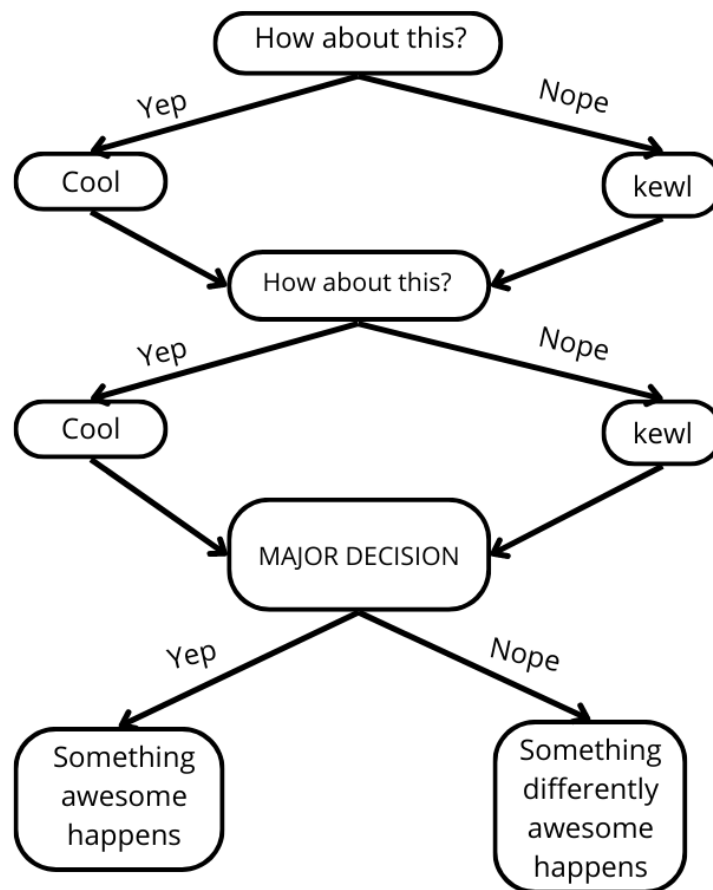 How about this?
Yep
Nope
Cool
kewl
How about this?
Yep
Nope
Cool
kewl
MAJOR DECISION
Yep
Nope
Something
awesome
happens
Something
differently
awesome
happens